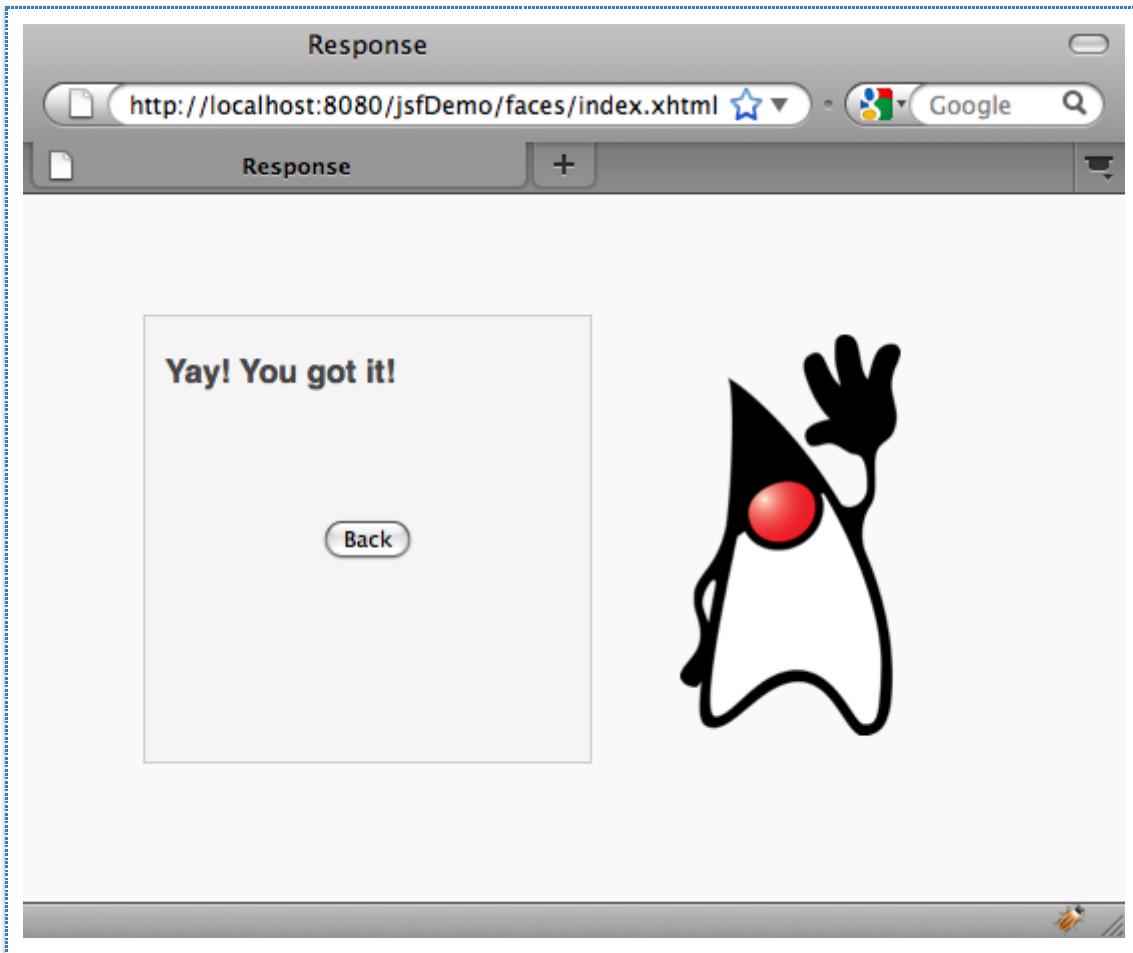 Response
http://localhost:8080/jsfDemo/faces/index.xhtml
Google
Response
Yay! You got it!
Back